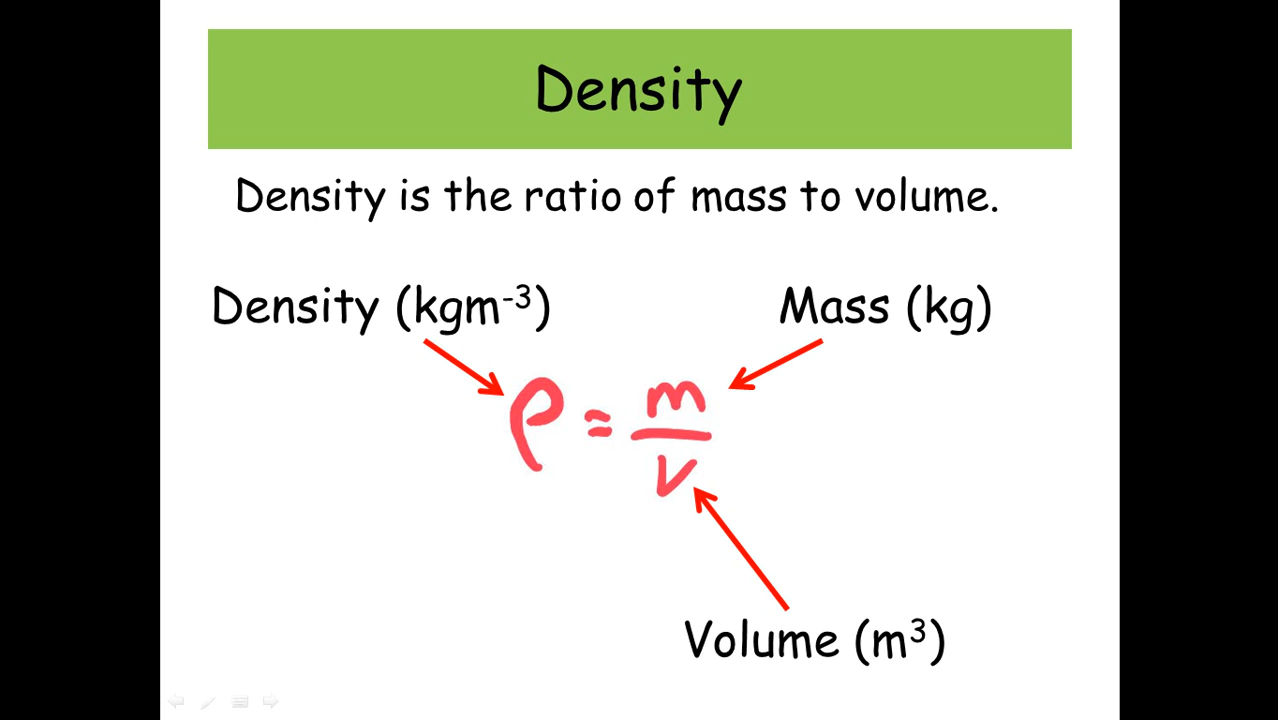 Density
Density is the ratio of mass to volume.
Density (kgm⁻³)
Mass (kg)
ρ = m/v
Volume (m³)